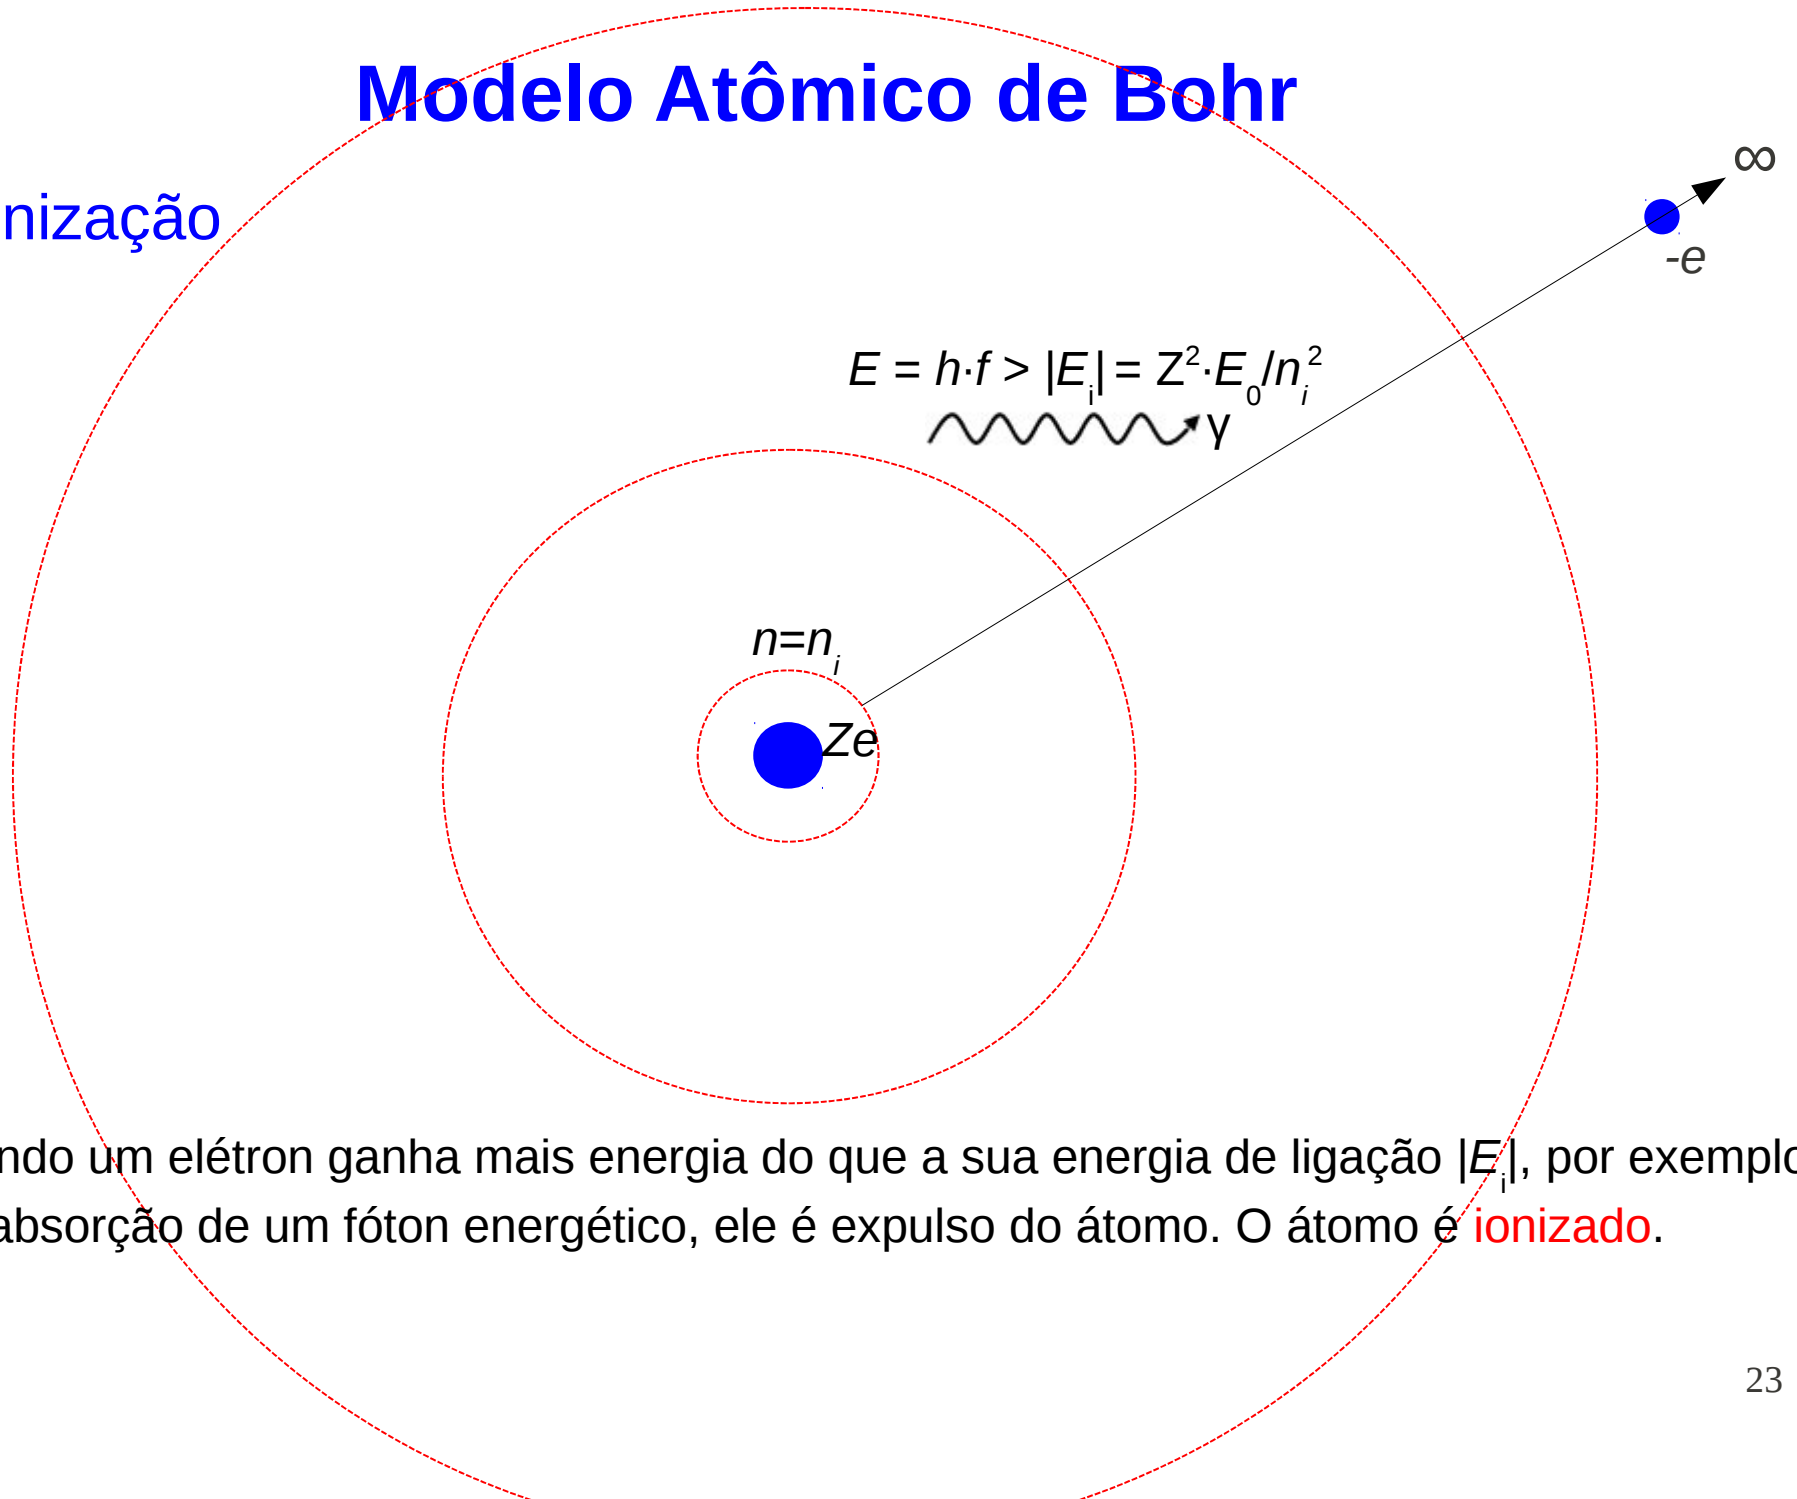 Modelo Atômico de Bohr
∞
nização
-e
E = h·f > |Eᵢ| = Z²·E₀/nᵢ²
γ
n=nᵢ
Ze
ndo um elétron ganha mais energia do que a sua energia de ligação |Eᵢ|, por exemplo
absorção de um fóton energético, ele é expulso do átomo. O átomo é ionizado.
23